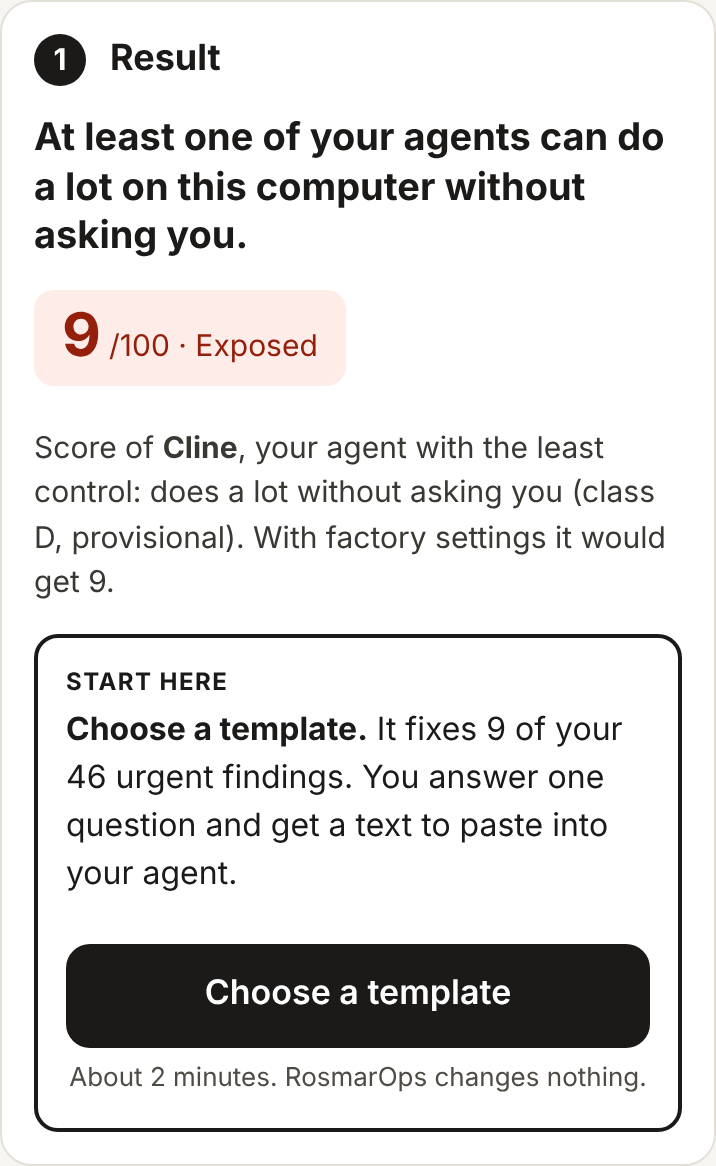 1 Result
At least one of your agents can do
a lot on this computer without
asking you.
9 /100 · Exposed
Score of Cline, your agent with the least
control: does a lot without asking you (class
D, provisional). With factory settings it would
get 9.
START HERE
Choose a template. It fixes 9 of your
46 urgent findings. You answer one
question and get a text to paste into
your agent.
Choose a template
About 2 minutes. RosmarOps changes nothing.